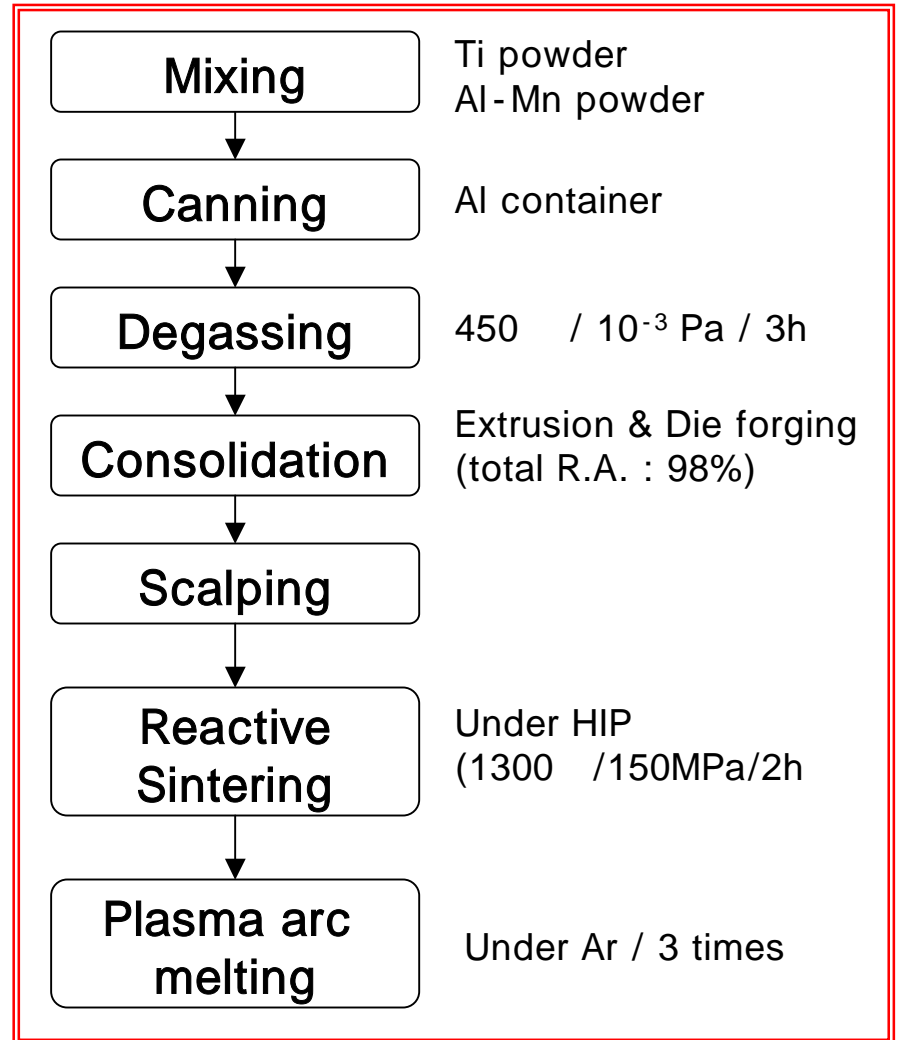 Mixing
Ti powder
Al-Mn powder
Canning
Al container
Degassing
450 / 10⁻³ Pa / 3h
Consolidation
Extrusion & Die forging
(total R.A. : 98%)
Scalping
Reactive
Sintering
Under HIP
(1300 /150MPa/2h
Plasma arc
melting
Under Ar / 3 times